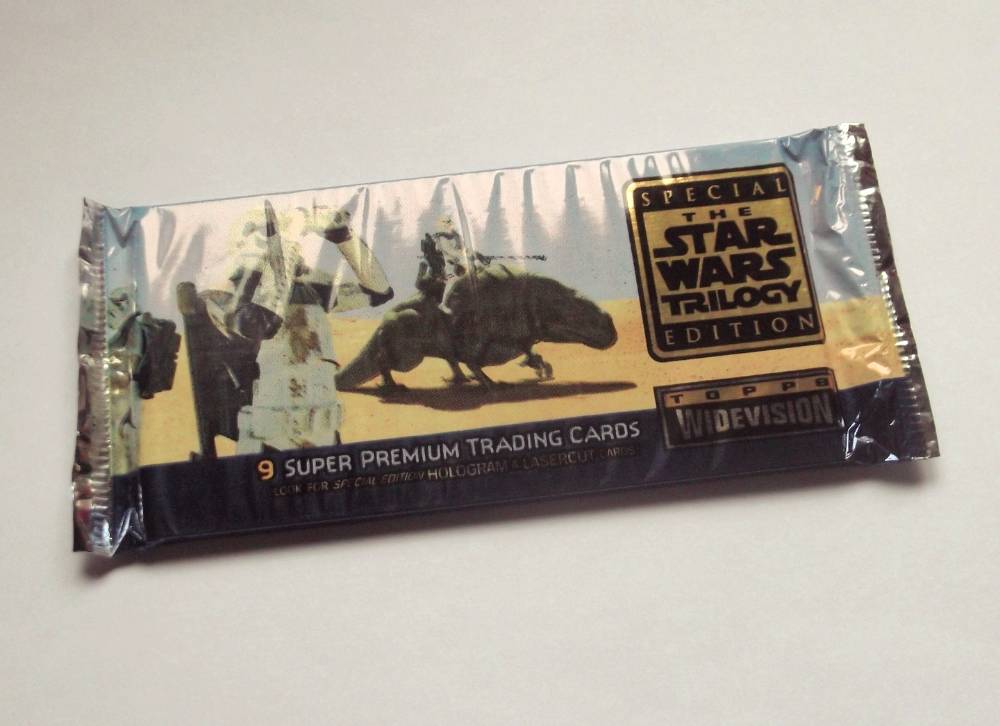 SPECIAL
THE
STAR
WARS
TRILOGY
EDITION
TOPPS
WIDEVISION
9 SUPER PREMIUM TRADING CARDS
LOOK FOR SPECIAL EDITION HOLOGRAM & LASERCUT CARDS